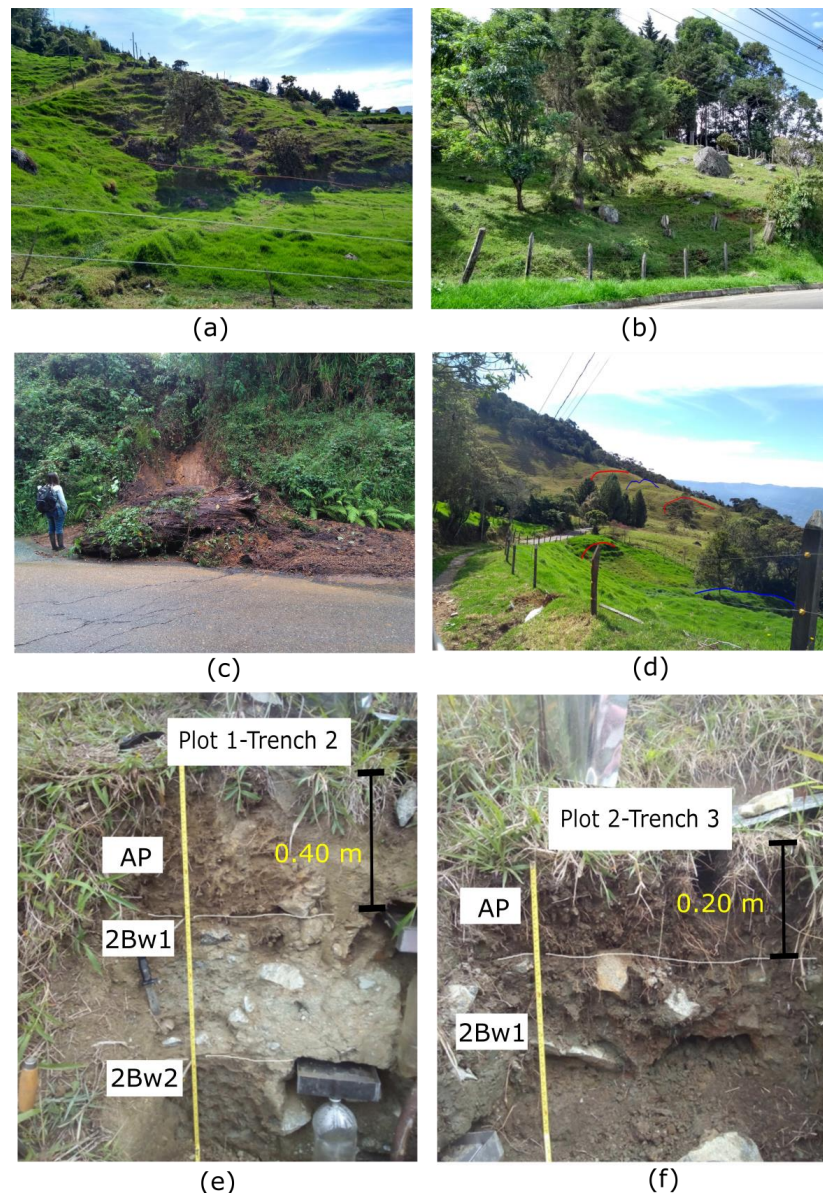 (a)
(b)
(c)
(d)
Plot 1-Trench 2
AP
0.40 m
2Bw1
2Bw2
(e)
Plot 2-Trench 3
AP
0.20 m
2Bw1
(f)